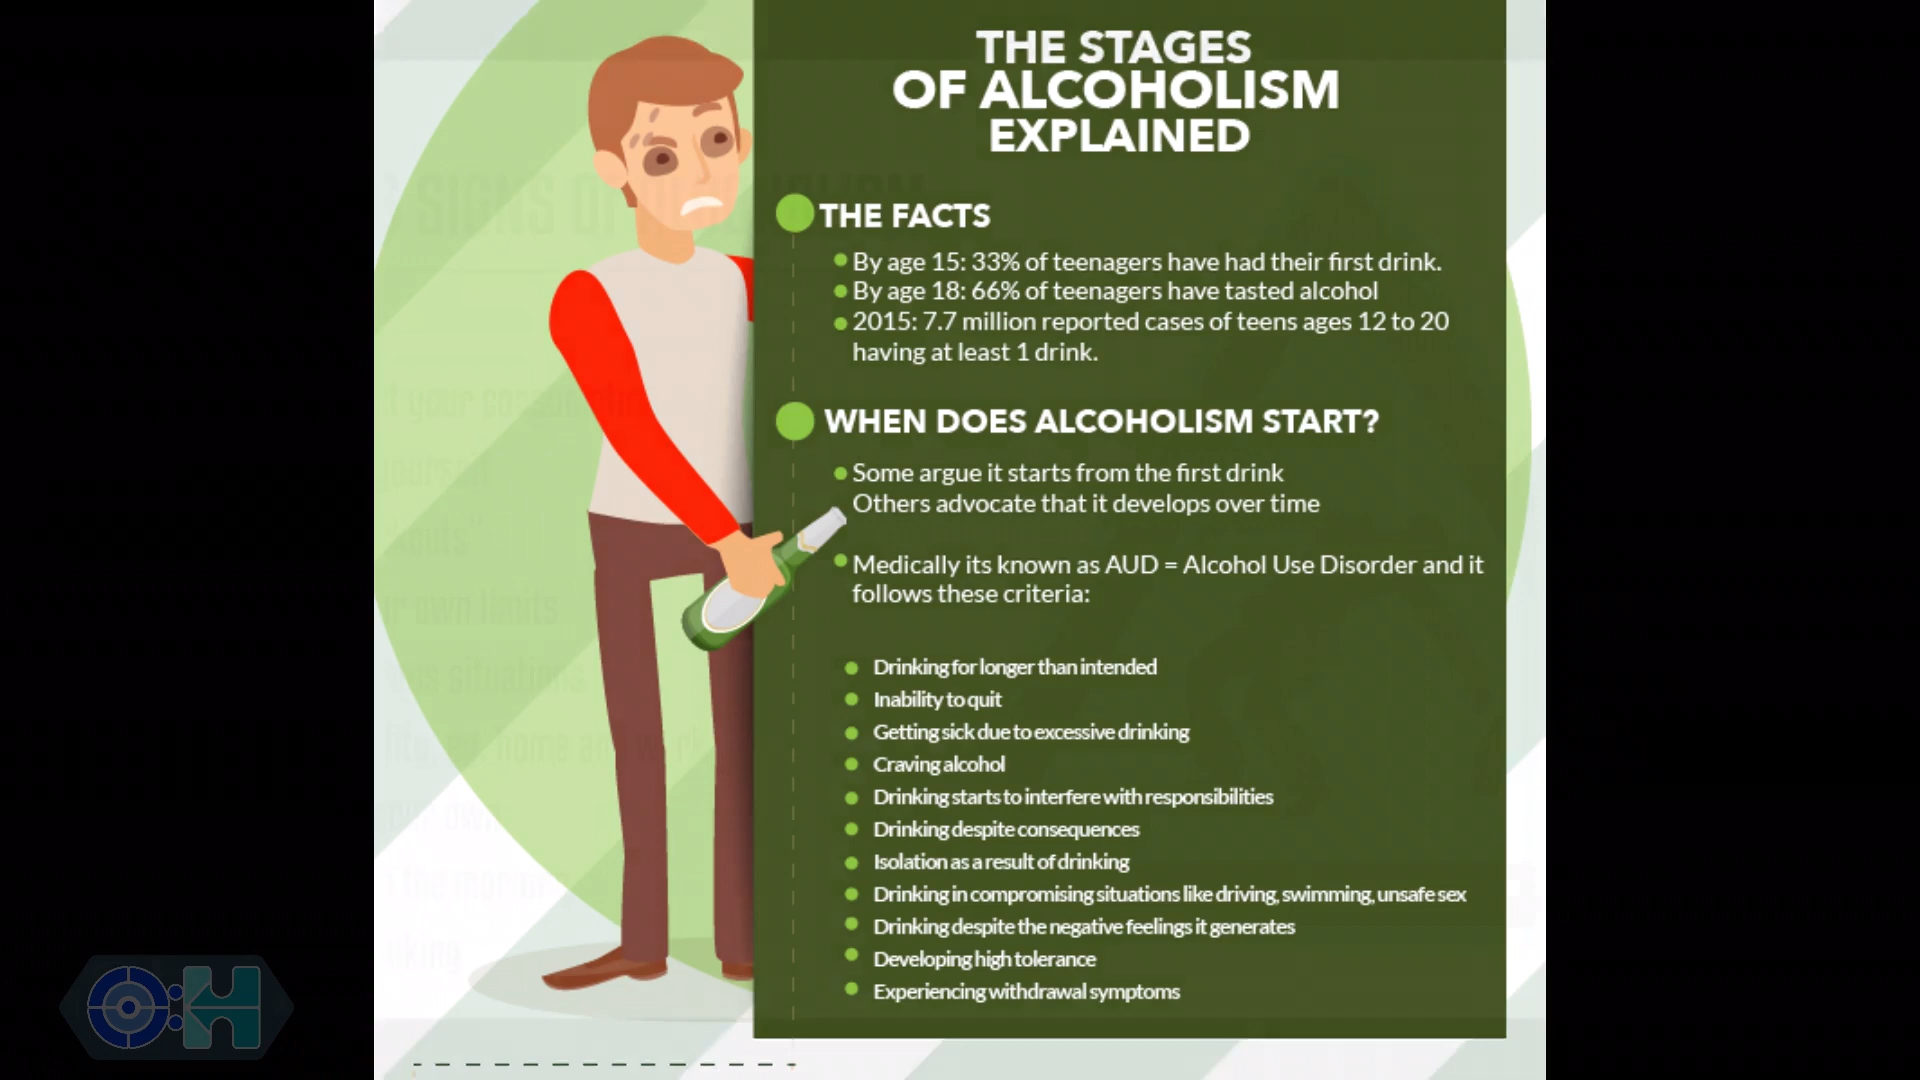 THE STAGES
OF ALCOHOLISM
EXPLAINED
THE FACTS
By age 15: 33% of teenagers have had their first drink.
By age 18: 66% of teenagers have tasted alcohol
2015: 7.7 million reported cases of teens ages 12 to 20
having at least 1 drink.
WHEN DOES ALCOHOLISM START?
Some argue it starts from the first drink
Others advocate that it develops over time
Medically its known as AUD = Alcohol Use Disorder and it
follows these criteria:
Drinking for longer than intended
Inability to quit
Getting sick due to excessive drinking
Craving alcohol
Drinking starts to interfere with responsibilities
Drinking despite consequences
Isolation as a result of drinking
Drinking in compromising situations like driving, swimming, unsafe sex
Drinking despite the negative feelings it generates
Developing high tolerance
Experiencing withdrawal symptoms